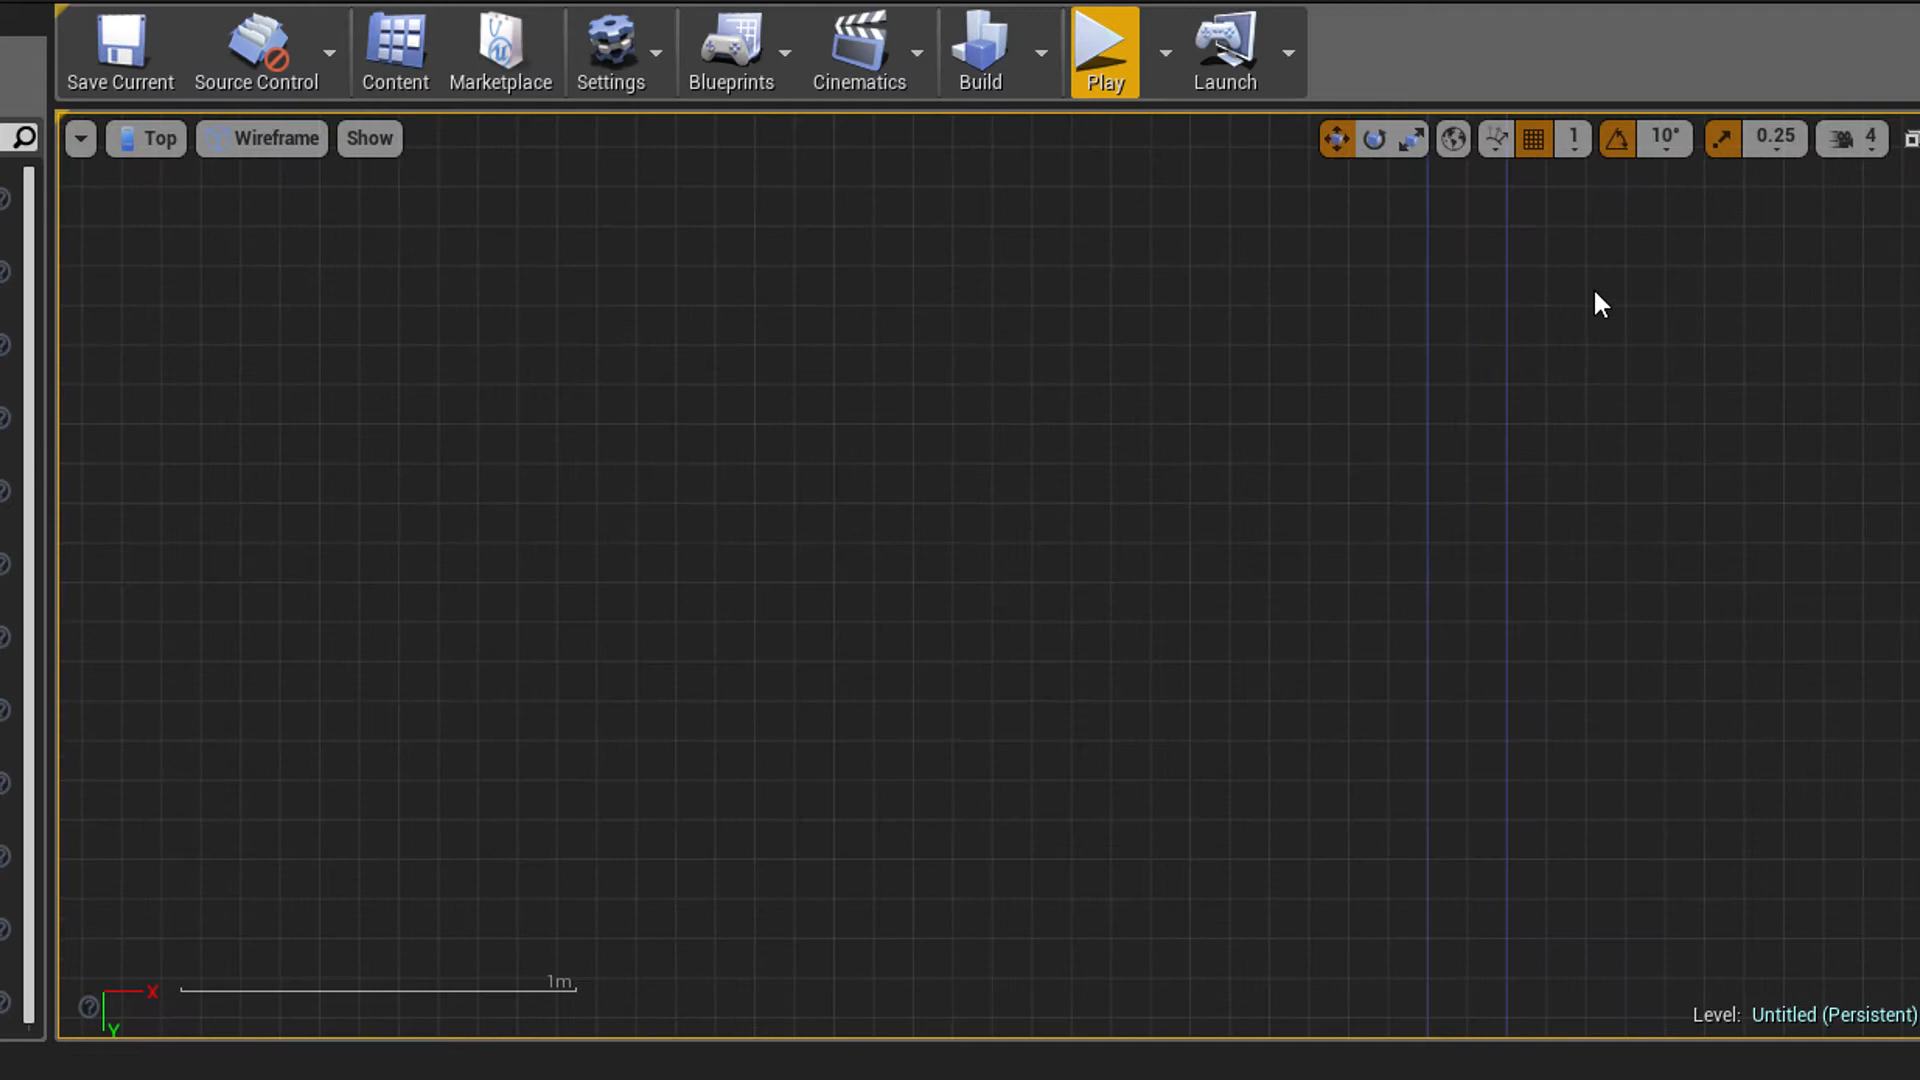 Save Current
Source Control
Content
Marketplace
Settings
Blueprints
Cinematics
Build
Play
Launch
Top
Wireframe
Show
1
10°
0.25
4
1m
X
Y
Level: Untitled (Persistent)